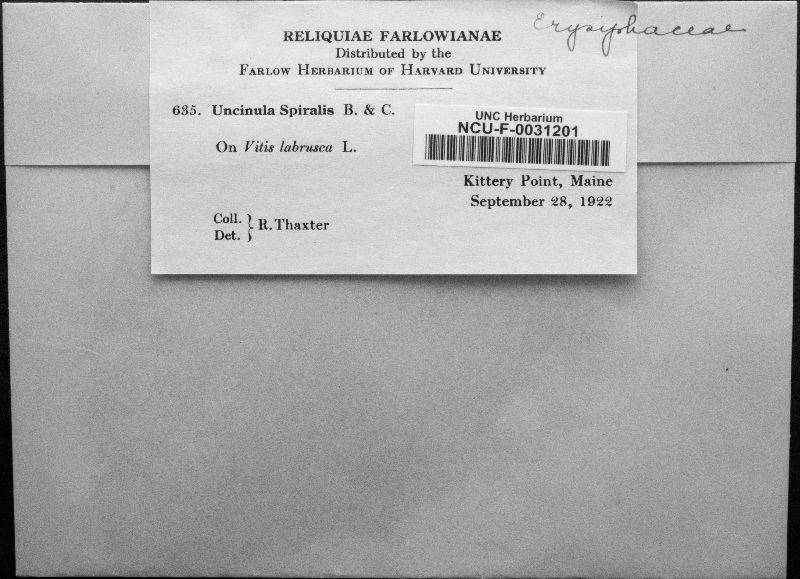 Erysiphaceae
RELIQUIAE FARLOWIANAE
Distributed by the
FARLOW HERBARIUM OF HARVARD UNIVERSITY
635. Uncinula Spiralis B. & C.
UNC Herbarium
NCU-F-0031201
On Vitis labrusca L.
Kittery Point, Maine
September 28, 1922
Coll. } R. Thaxter
Det.